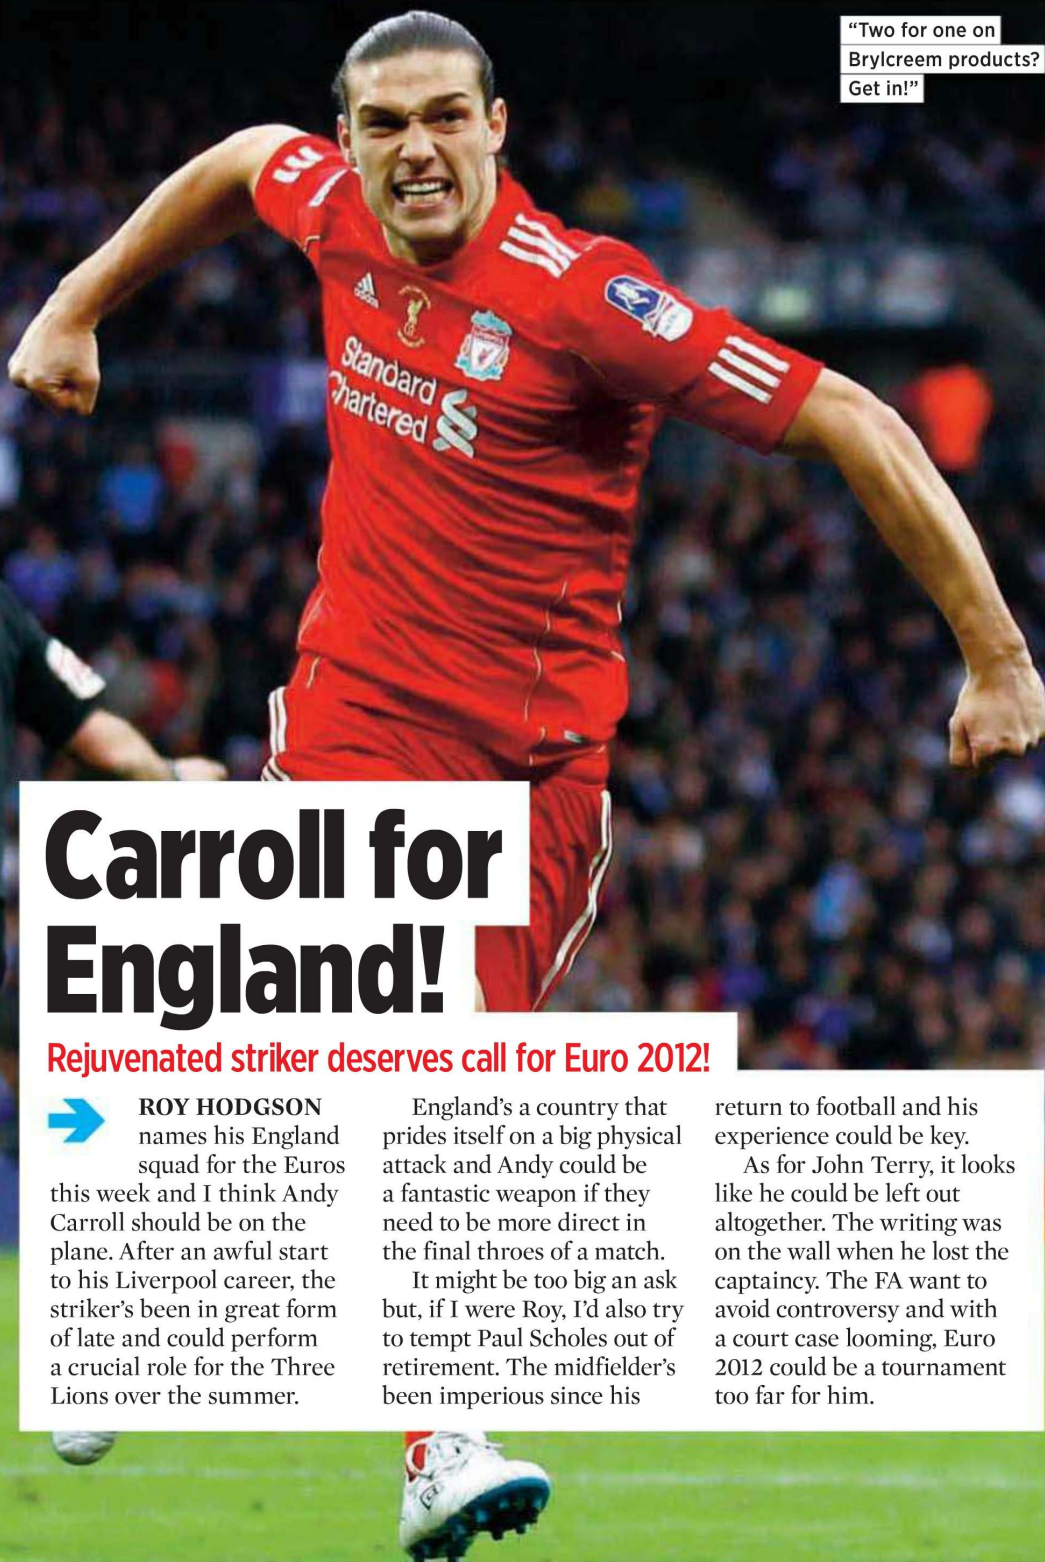 “Two for one on
Brylcreem products?
Get in!”
adidas
Standard
Chartered
Carroll for
England!
Rejuvenated striker deserves call for Euro 2012!
ROY HODGSON
names his England
squad for the Euros
this week and I think Andy
Carroll should be on the
plane. After an awful start
to his Liverpool career, the
striker’s been in great form
of late and could perform
a crucial role for the Three
Lions over the summer.
England’s a country that
prides itself on a big physical
attack and Andy could be
a fantastic weapon if they
need to be more direct in
the final throes of a match.
It might be too big an ask
but, if I were Roy, I’d also try
to tempt Paul Scholes out of
retirement. The midfielder’s
been imperious since his
return to football and his
experience could be key.
As for John Terry, it looks
like he could be left out
altogether. The writing was
on the wall when he lost the
captaincy. The FA want to
avoid controversy and with
a court case looming, Euro
2012 could be a tournament
too far for him.